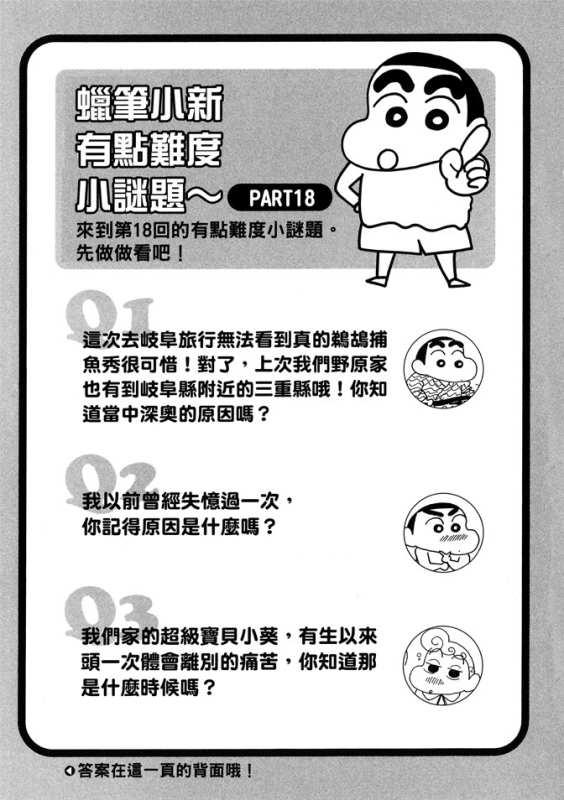 蠟筆小新
有點難度
小謎題～ PART18
來到第18回的有點難度小謎題。
先做做看吧！
Q1
這次去岐阜旅行無法看到真的鵜鴣捕
魚秀很可惜！對了，上次我們野原家
也有到岐阜縣附近的三重縣哦！你知
道當中深奧的原因嗎？
Q2
我以前曾經失憶過一次，
你記得原因是什麼嗎？
Q3
我們家的超級寶貝小葵，有生以來
頭一次體會離別的痛苦，你知道那
是什麼時候嗎？
答案在這一頁的背面哦！